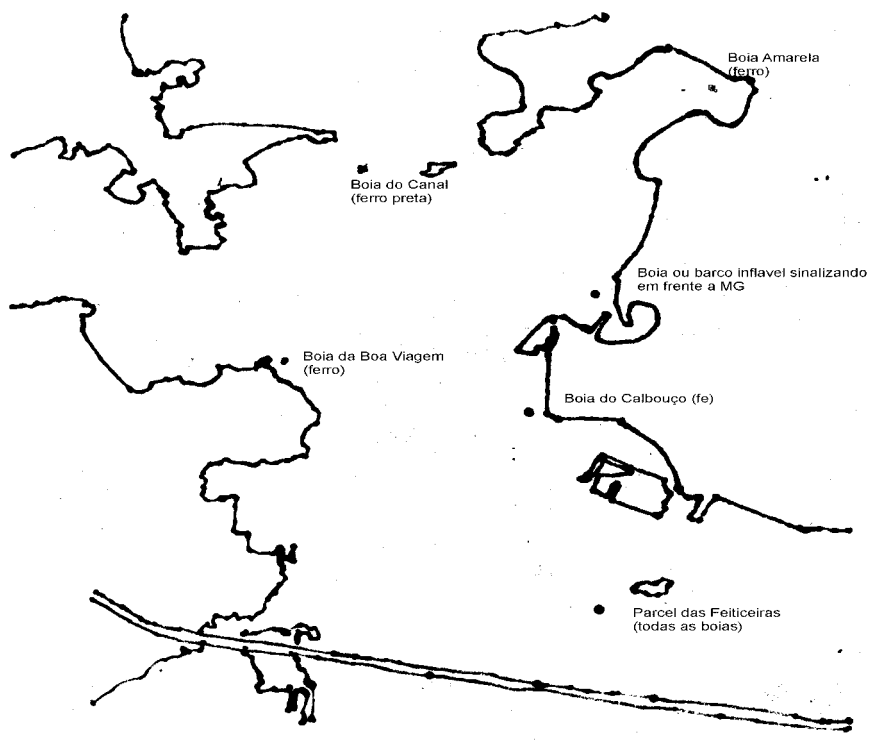 Boia Amarela
(ferro)
Boia do Canal
(ferro preta)
Boia ou barco inflavel sinalizando
em frente a MG
Boia da Boa Viagem
(ferro)
Boia do Calbouço (fe)
Parcel das Feiticeiras
(todas as boias)